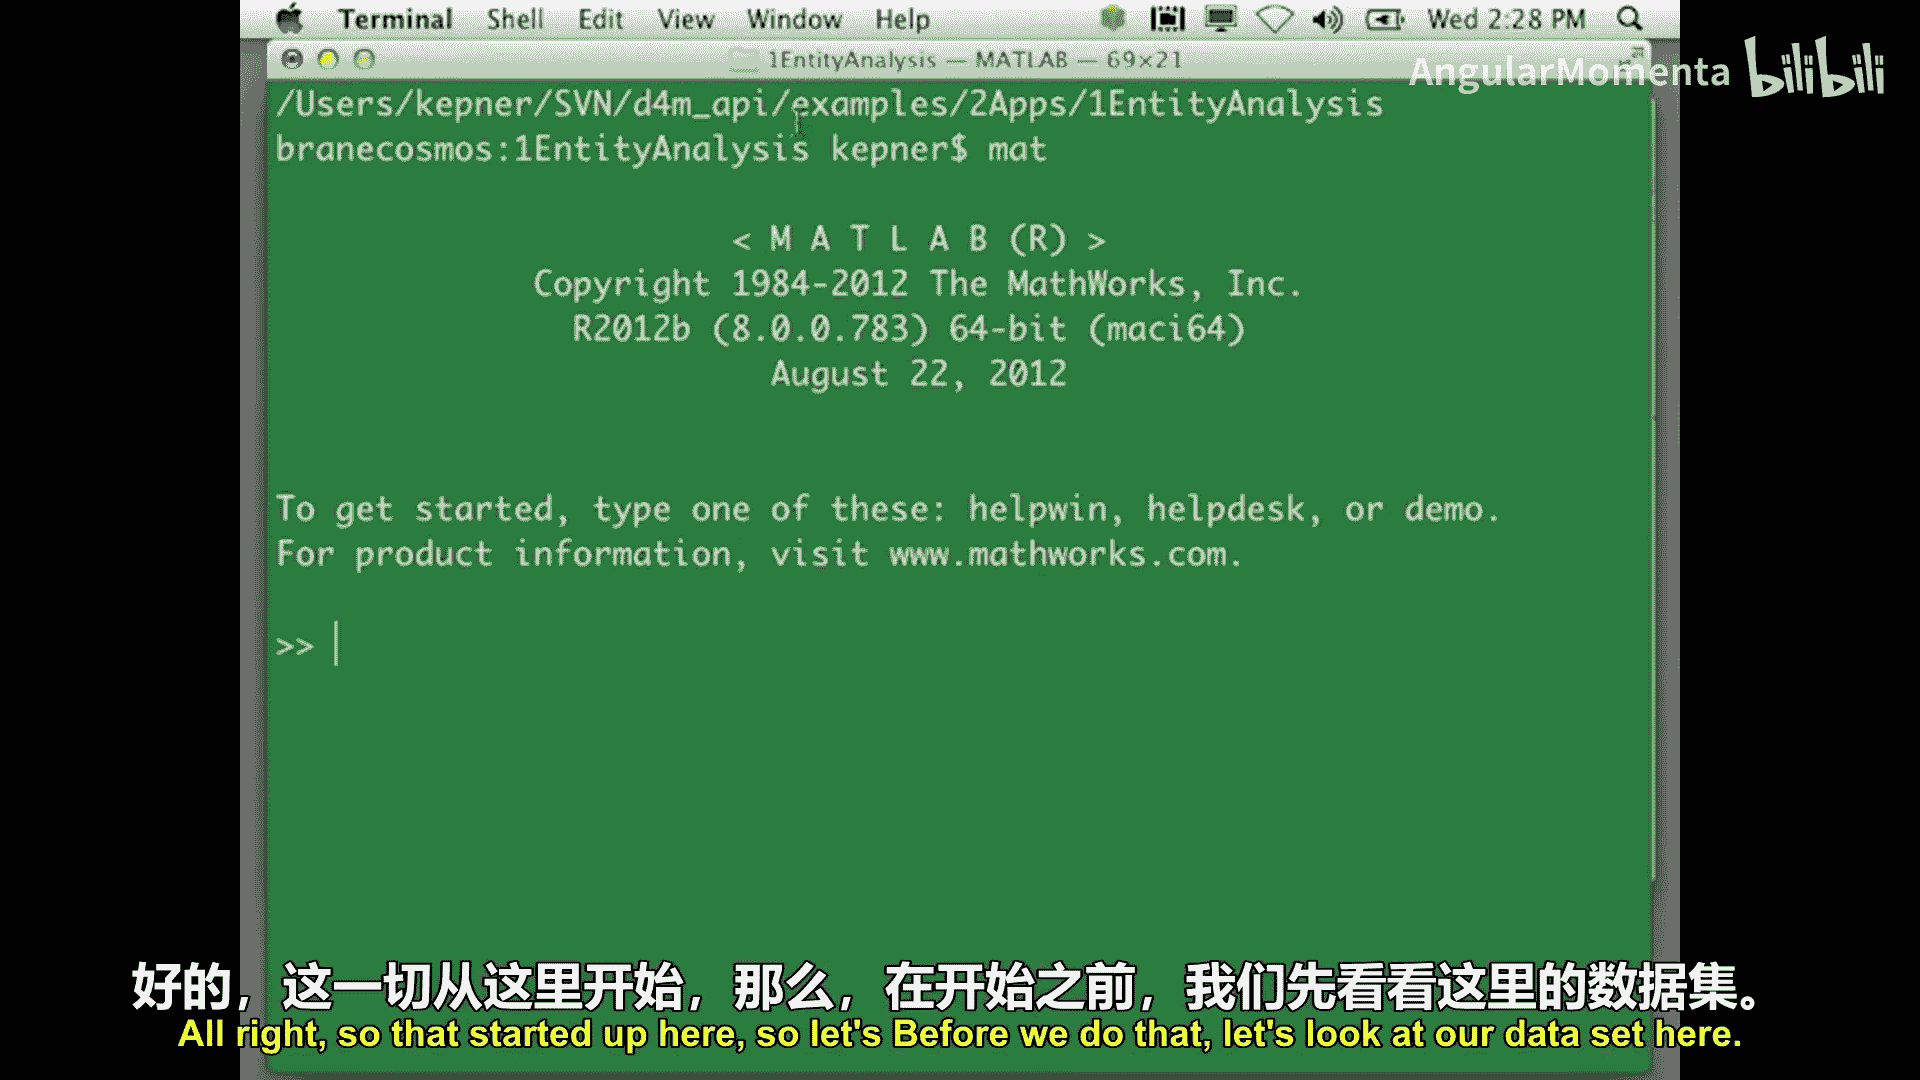 Terminal Shell Edit View Window Help Wed 2:28 PM
1EntityAnalysis — MATLAB — 69×21
AngularMomenta bilibili
/Users/kepner/SVN/d4m_api/examples/2Apps/1EntityAnalysis
branecosmos:1EntityAnalysis kepner$ mat
< M A T L A B (R) >
Copyright 1984-2012 The MathWorks, Inc.
R2012b (8.0.0.783) 64-bit (maci64)
August 22, 2012
To get started, type one of these: helpwin, helpdesk, or demo.
For product information, visit www.mathworks.com.
>>
好的，这一切从这里开始，那么，在开始之前，我们先看看这里的数据集。
All right, so that started up here, so let's Before we do that, let's look at our data set here.